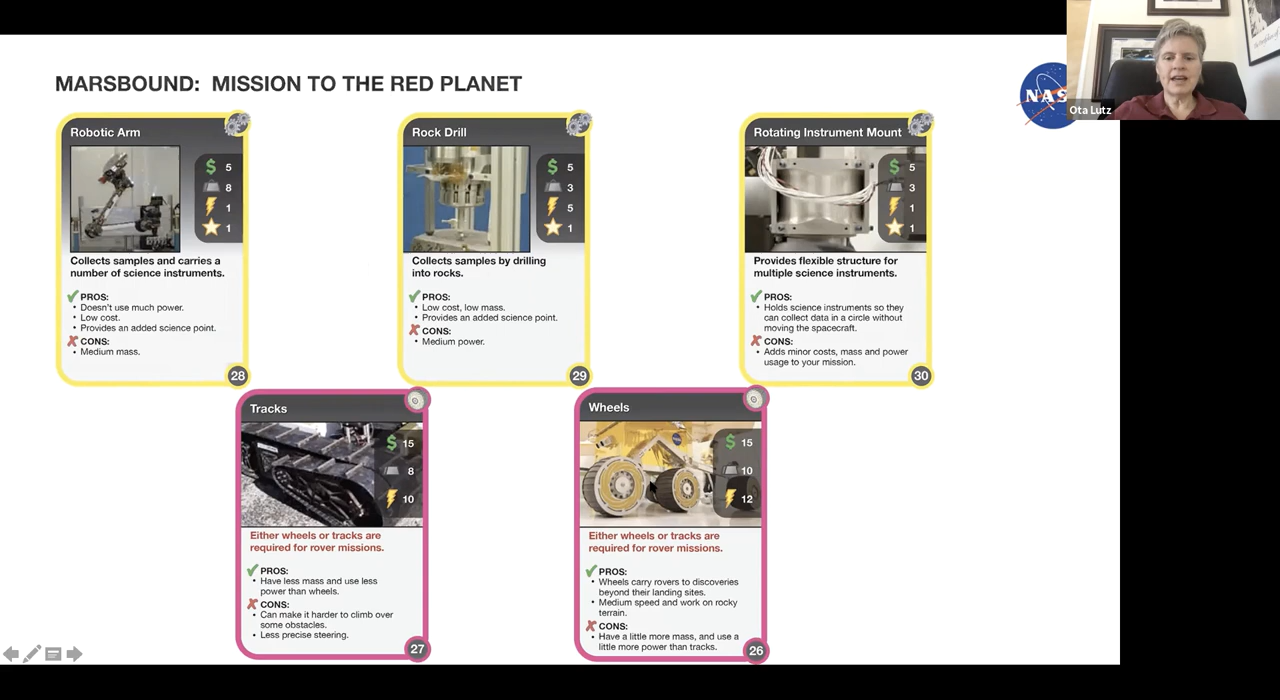 MARSBOUND: MISSION TO THE RED PLANET
NAS
Ota Lutz
Robotic Arm
$ 5
8
1
1
Collects samples and carries a
number of science instruments.
PROS:
• Doesn't use much power.
• Low cost.
• Provides an added science point.
CONS:
• Medium mass.
28
Rock Drill
$ 5
3
5
1
Collects samples by drilling
into rocks.
PROS:
• Low cost, low mass.
• Provides an added science point.
CONS:
• Medium power.
29
Rotating Instrument Mount
$ 5
3
1
1
Provides flexible structure for
multiple science instruments.
PROS:
• Holds science instruments so they
can collect data in a circle without
moving the spacecraft.
CONS:
• Adds minor costs, mass and power
usage to your mission.
30
Tracks
$ 15
8
10
Either wheels or tracks are
required for rover missions.
PROS:
• Have less mass and use less
power than wheels.
CONS:
• Can make it harder to climb over
some obstacles.
• Less precise steering.
27
Wheels
$ 15
10
12
Either wheels or tracks are
required for rover missions.
PROS:
• Wheels carry rovers to discoveries
beyond their landing sites.
• Medium speed and work on rocky
terrain.
CONS:
• Have a little more mass, and use a
little more power than tracks.
26